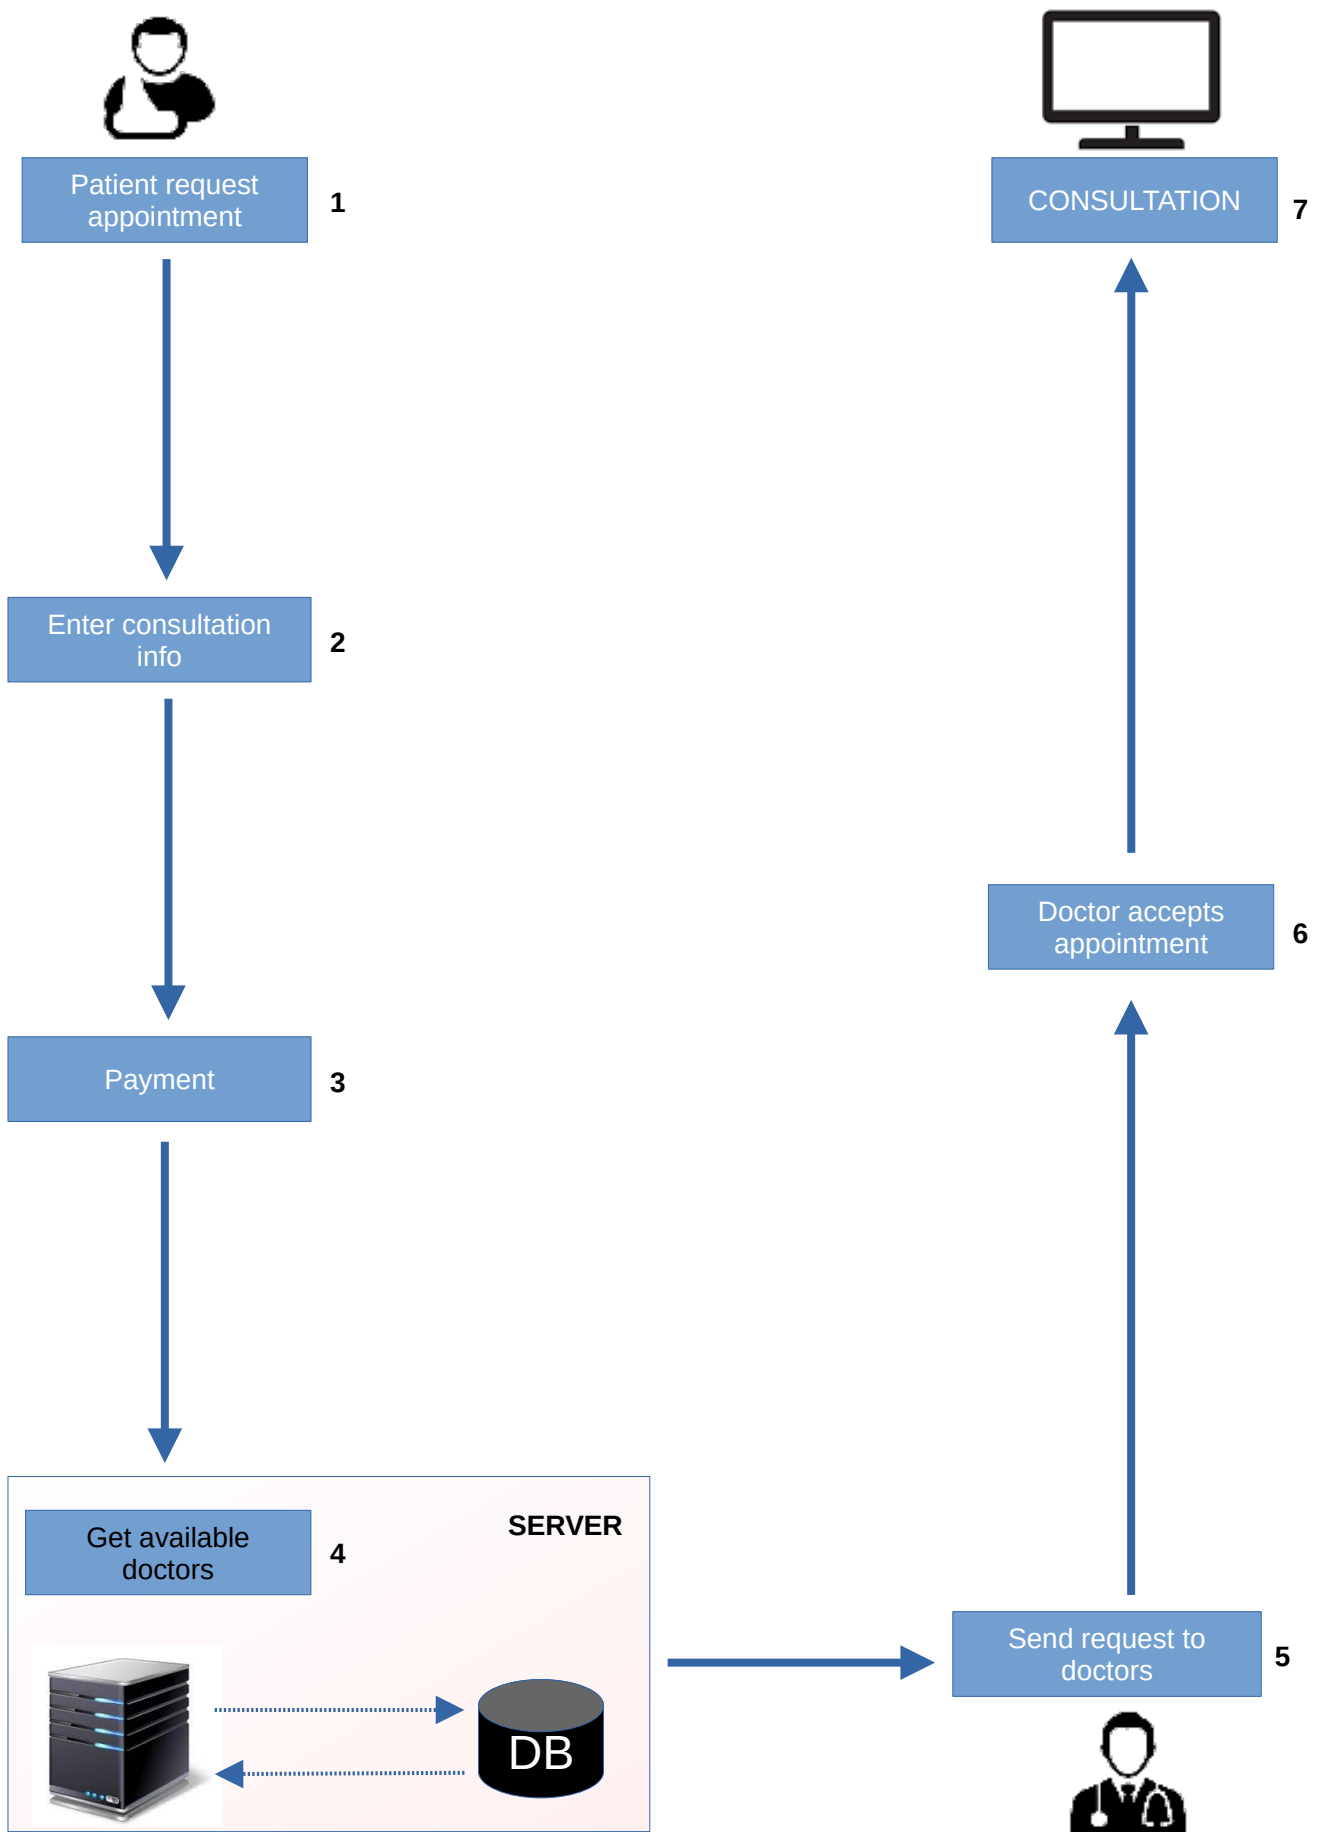 Patient request
appointment
1
Enter consultation
info
2
Payment
3
Get available
doctors
4
SERVER
DB
Send request to
doctors
5
Doctor accepts
appointment
6
CONSULTATION
7